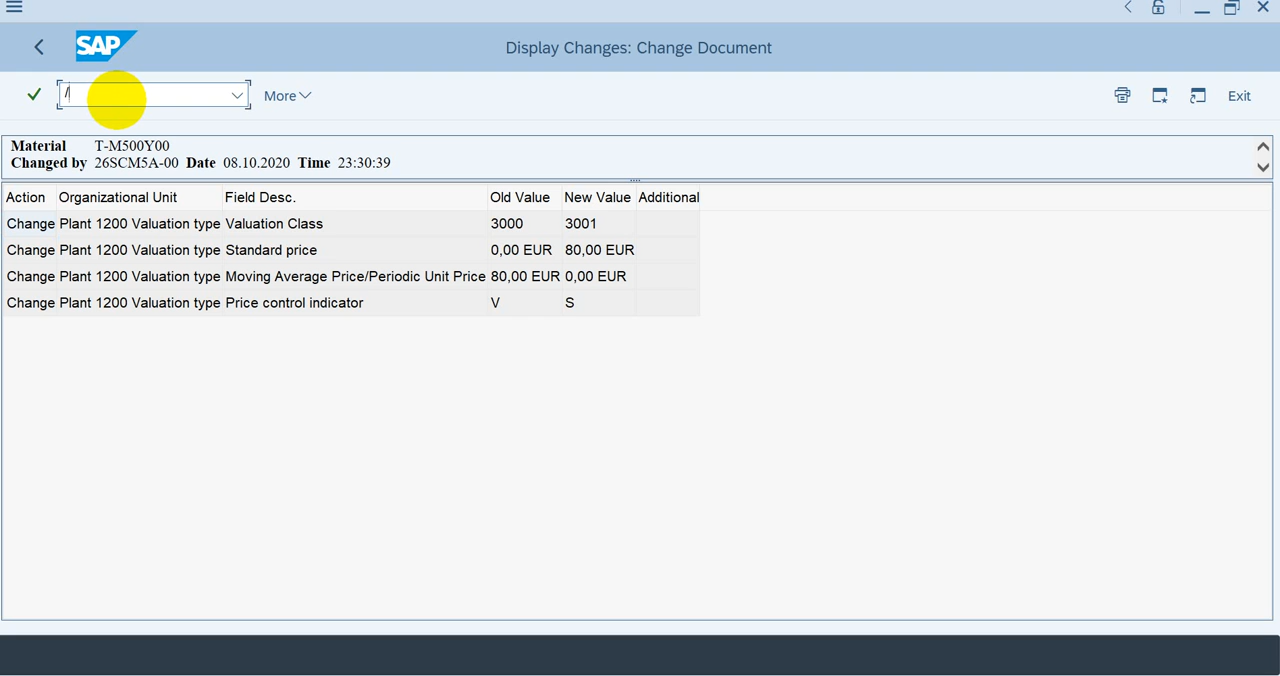 SAP
Display Changes: Change Document
/
More
Exit
Material T-M500Y00
Changed by 26SCM5A-00 Date 08.10.2020 Time 23:30:39
Action Organizational Unit Field Desc. Old Value New Value Additional
Change Plant 1200 Valuation type Valuation Class 3000 3001
Change Plant 1200 Valuation type Standard price 0,00 EUR 80,00 EUR
Change Plant 1200 Valuation type Moving Average Price/Periodic Unit Price 80,00 EUR 0,00 EUR
Change Plant 1200 Valuation type Price control indicator V S